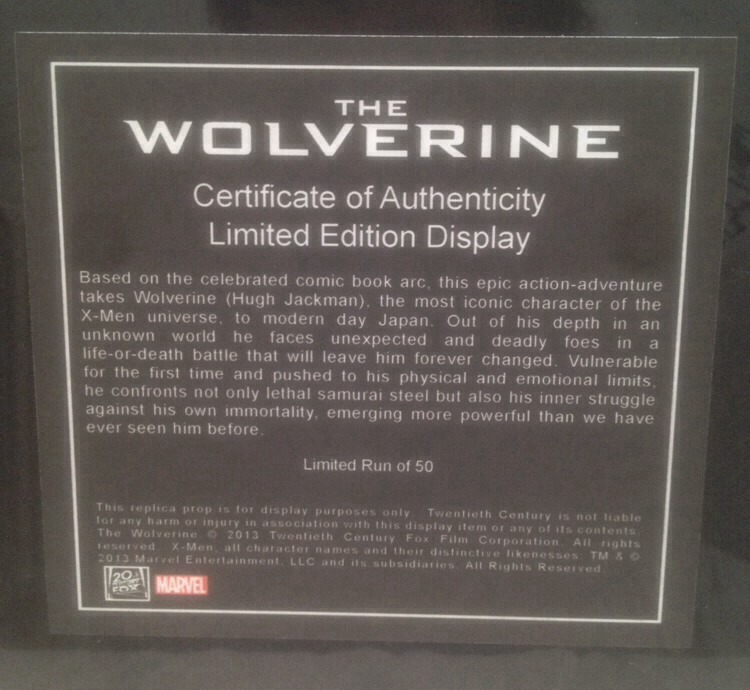 THE
WOLVERINE
Certificate of Authenticity
Limited Edition Display
Based on the celebrated comic book arc, this epic action-adventure
takes Wolverine (Hugh Jackman), the most iconic character of the
X-Men universe, to modern day Japan. Out of his depth in an
unknown world he faces unexpected and deadly foes in a
life-or-death battle that will leave him forever changed. Vulnerable
for the first time and pushed to his physical and emotional limits,
he confronts not only lethal samurai steel but also his inner struggle
against his own immortality, emerging more powerful than we have
ever seen him before.
Limited Run of 50
This replica prop is for display purposes only. Twentieth Century is not liable
for any harm or injury in association with this display item or any of its contents.
The Wolverine © 2013 Twentieth Century Fox Film Corporation. All rights
reserved. X-Men, all character names and their distinctive likenesses: TM & ©
2013 Marvel Entertainment, LLC and its subsidiaries. All Rights Reserved.
20
CENTURY
FOX
MARVEL